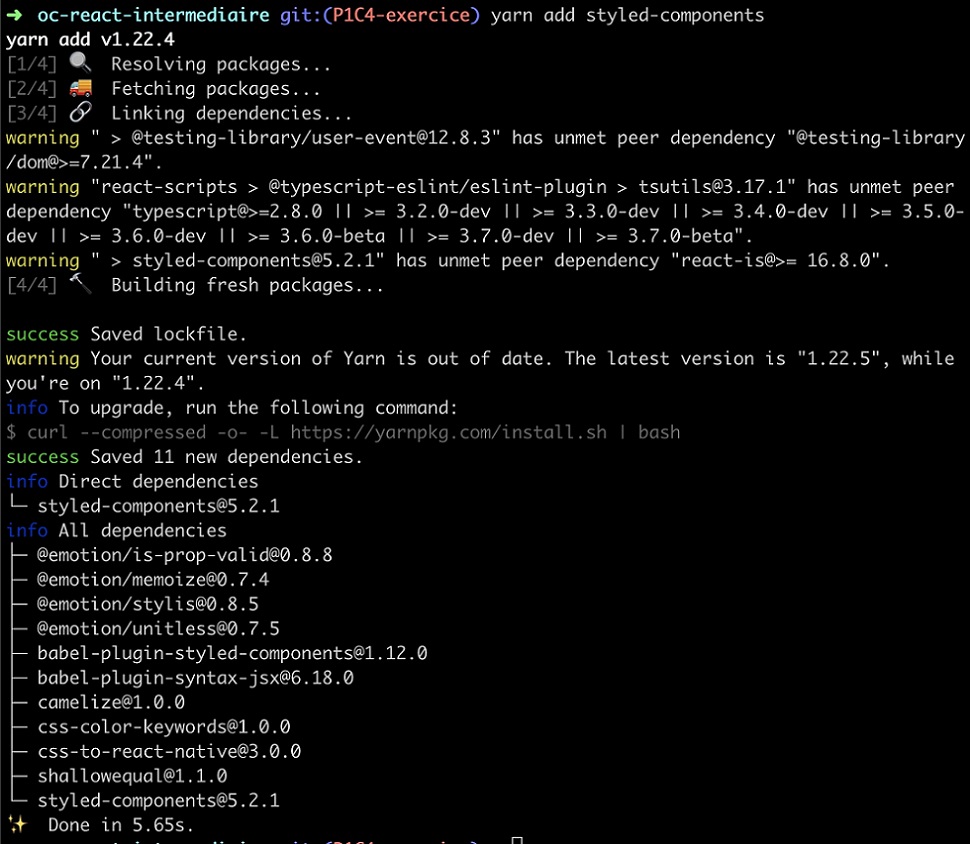 ➜ oc-react-intermediaire git:(P1C4-exercice) yarn add styled-components
yarn add v1.22.4
[1/4] 🔍 Resolving packages...
[2/4] 🚚 Fetching packages...
[3/4] 🔗 Linking dependencies...
warning " > @testing-library/user-event@12.8.3" has unmet peer dependency "@testing-library
/dom@>=7.21.4".
warning "react-scripts > @typescript-eslint/eslint-plugin > tsutils@3.17.1" has unmet peer
dependency "typescript@>=2.8.0 || >= 3.2.0-dev || >= 3.3.0-dev || >= 3.4.0-dev || >= 3.5.0-
dev || >= 3.6.0-dev || >= 3.6.0-beta || >= 3.7.0-dev || >= 3.7.0-beta".
warning " > styled-components@5.2.1" has unmet peer dependency "react-is@>= 16.8.0".
[4/4] 🔨 Building fresh packages...
success Saved lockfile.
warning Your current version of Yarn is out of date. The latest version is "1.22.5", while
you're on "1.22.4".
info To upgrade, run the following command:
$ curl --compressed -o- -L https://yarnpkg.com/install.sh | bash
success Saved 11 new dependencies.
info Direct dependencies
└─ styled-components@5.2.1
info All dependencies
├─ @emotion/is-prop-valid@0.8.8
├─ @emotion/memoize@0.7.4
├─ @emotion/stylis@0.8.5
├─ @emotion/unitless@0.7.5
├─ babel-plugin-styled-components@1.12.0
├─ babel-plugin-syntax-jsx@6.18.0
├─ camelize@1.0.0
├─ css-color-keywords@1.0.0
├─ css-to-react-native@3.0.0
├─ shallowequal@1.1.0
└─ styled-components@5.2.1
✨ Done in 5.65s.